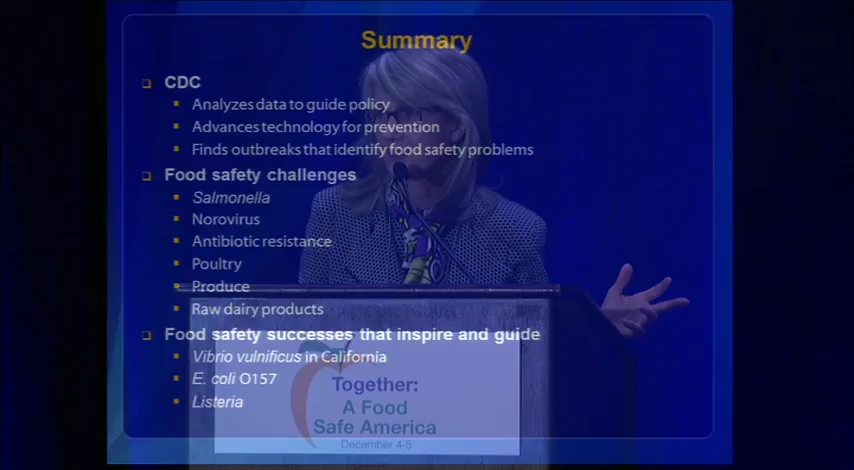 Summary
CDC
Analyzes data to guide policy
Advances technology for prevention
Finds outbreaks that identify food safety problems
Food safety challenges
Salmonella
Norovirus
Antibiotic resistance
Poultry
Produce
Raw dairy products
Food safety successes that inspire and guide
Vibrio vulnificus in California
E. coli O157
Listeria
Together:
A Food
Safe America
December 4-5